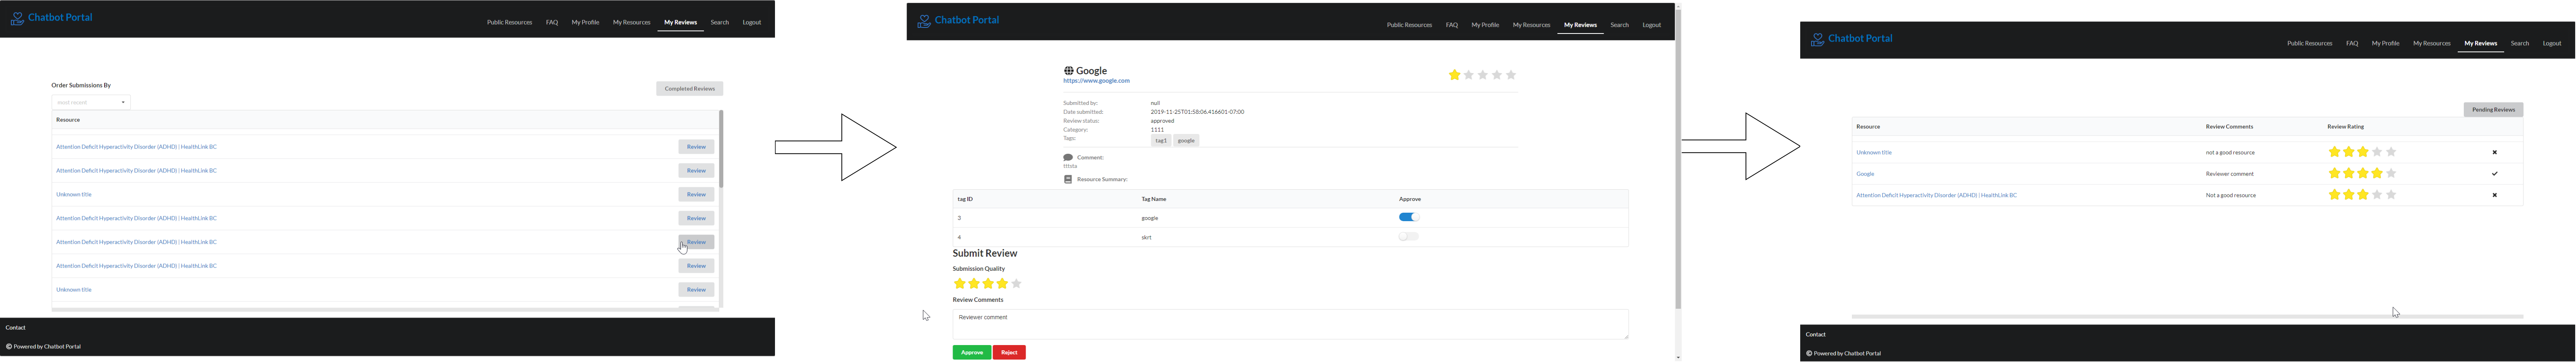 Chatbot Portal
Public Resources FAQ My Profile My Resources My Reviews Search Logout
Order Submissions By
Completed Reviews
most recent
Resource
Attention Deficit Hyperactivity Disorder (ADHD) | HealthLink BC Review
Attention Deficit Hyperactivity Disorder (ADHD) | HealthLink BC Review
Unknown title Review
Attention Deficit Hyperactivity Disorder (ADHD) | HealthLink BC Review
Attention Deficit Hyperactivity Disorder (ADHD) | HealthLink BC Review
Attention Deficit Hyperactivity Disorder (ADHD) | HealthLink BC Review
Unknown title Review
Contact
© Powered by Chatbot Portal
Chatbot Portal
Public Resources FAQ My Profile My Resources My Reviews Search Logout
Google
https://www.google.com
Submitted by: null
Date submitted: 2019-11-25T01:58:06.416601-07:00
Review status: approved
Category: 1111
Tags: tag1 google
Comment:
tttsta
Resource Summary:
tag ID Tag Name Approve
3 google
4 skrt
Submit Review
Submission Quality
Review Comments
Reviewer comment
Approve Reject
Chatbot Portal
Public Resources FAQ My Profile My Resources My Reviews Search Logout
Pending Reviews
Resource Review Comments Review Rating
Unknown title not a good resource
Google Reviewer comment
Attention Deficit Hyperactivity Disorder (ADHD) | HealthLink BC Not a good resource
Contact
© Powered by Chatbot Portal